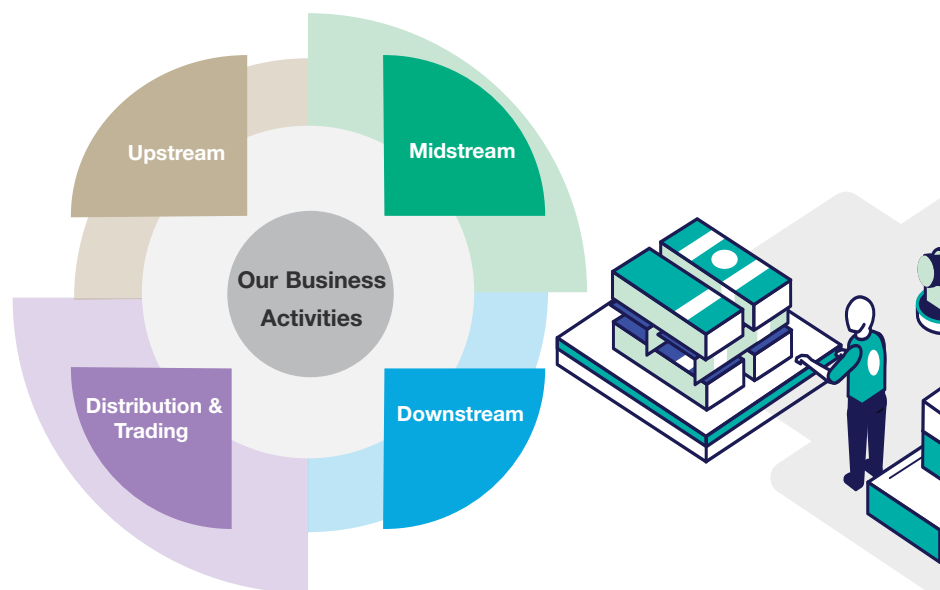 Upstream
Midstream
Our Business
Activities
Distribution &
Trading
Downstream